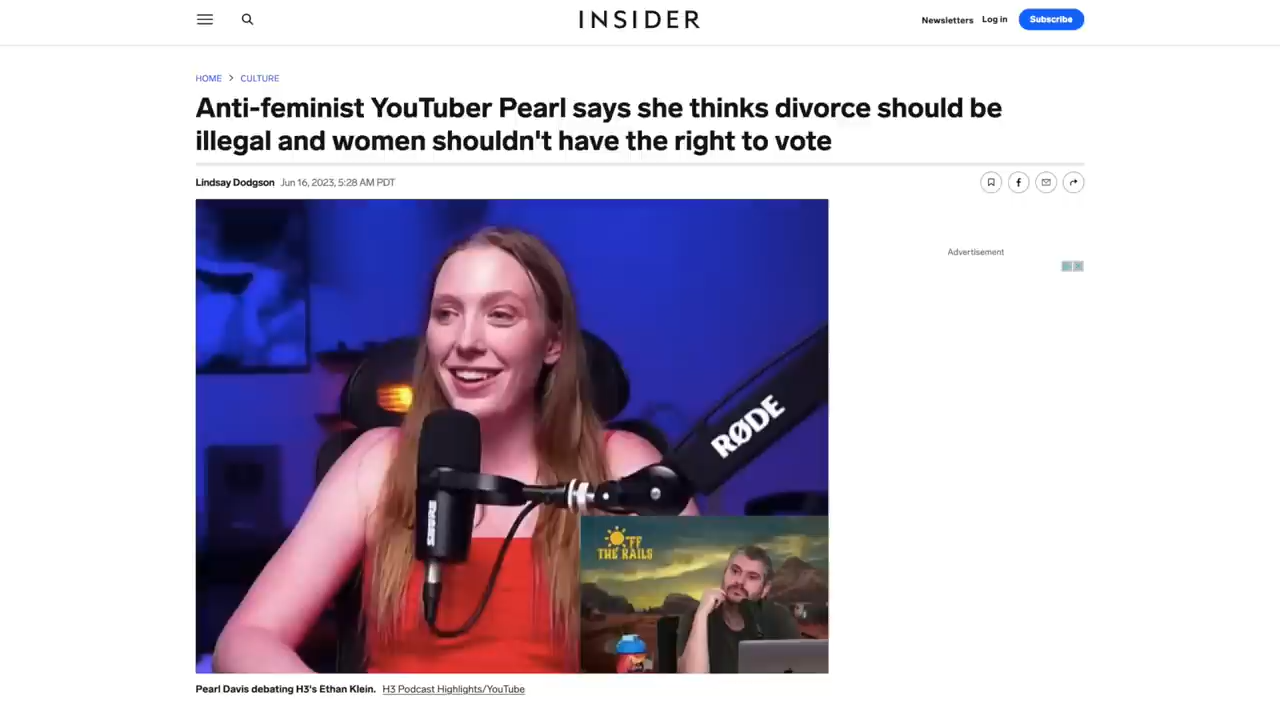 INSIDER
Newsletters
Log in
Subscribe
HOME > CULTURE
Anti-feminist YouTuber Pearl says she thinks divorce should be
illegal and women shouldn't have the right to vote
Lindsay Dodgson Jun 16, 2023, 5:28 AM PDT
Advertisement
RØDE
SHURE
OFF
THE RAILS
Pearl Davis debating H3's Ethan Klein. H3 Podcast Highlights/YouTube